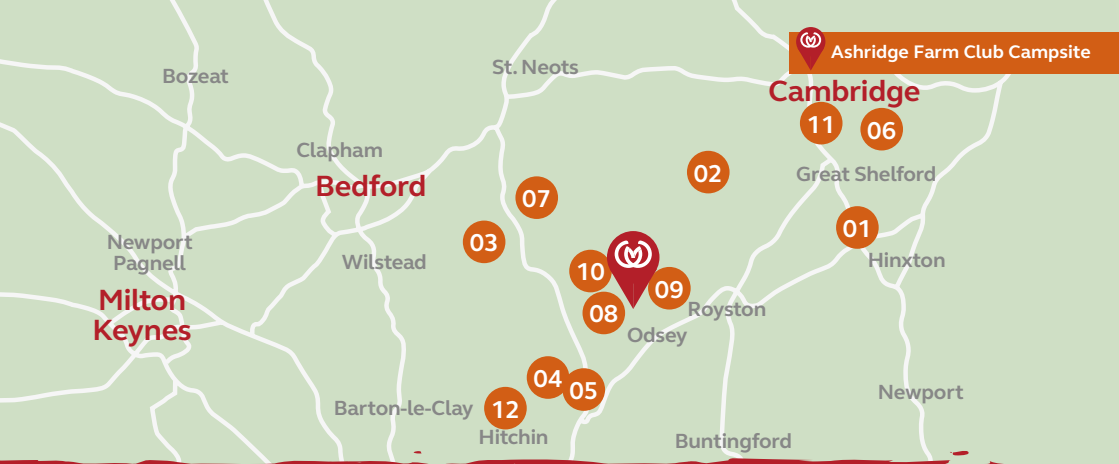 Ashridge Farm Club Campsite
Bozeat
St. Neots
Cambridge
11
06
Clapham
Bedford
02
Great Shelford
07
01
03
Newport
Pagnell
Wilstead
Hinxton
10
09
Milton
Keynes
08
Royston
Odsey
04
05
12
Barton-le-Clay
Newport
Hitchin
Buntingford